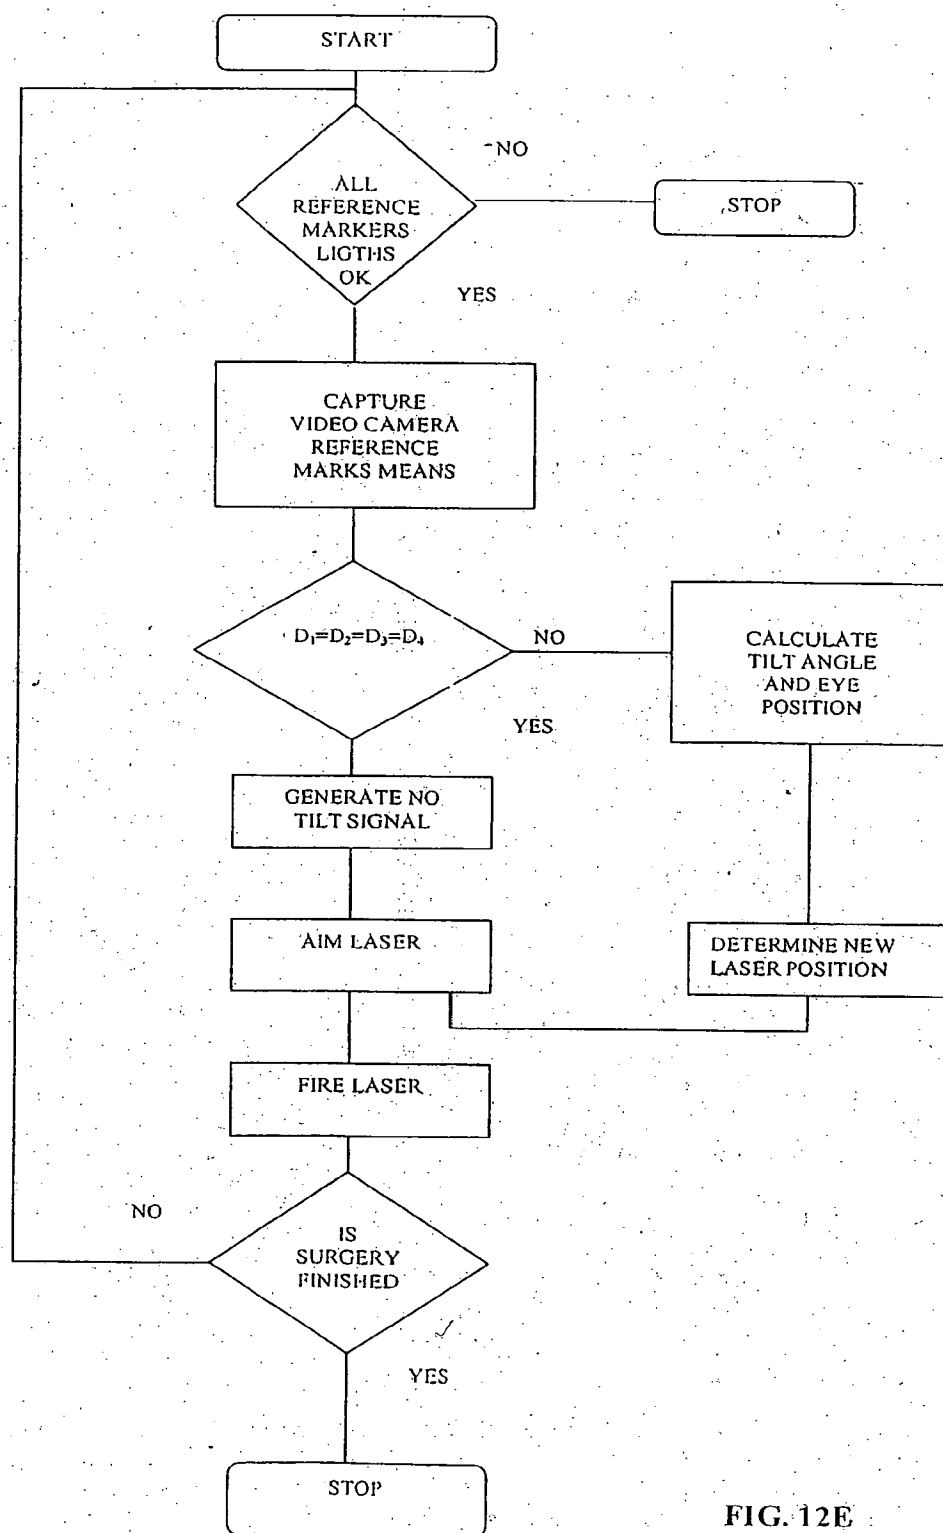 START
NO
ALL
REFERENCE
MARKERS
LIGTHS
OK
STOP
YES
CAPTURE
VIDEO CAMERA
REFERENCE
MARKS MEANS
D₁=D₂=D₃=D₄
NO
CALCULATE
TILT ANGLE
AND EYE
POSITION
YES
GENERATE NO
TILT SIGNAL
AIM LASER
DETERMINE NEW
LASER POSITION
FIRE LASER
NO
IS
SURGERY
FINISHED
YES
STOP
FIG. 12E